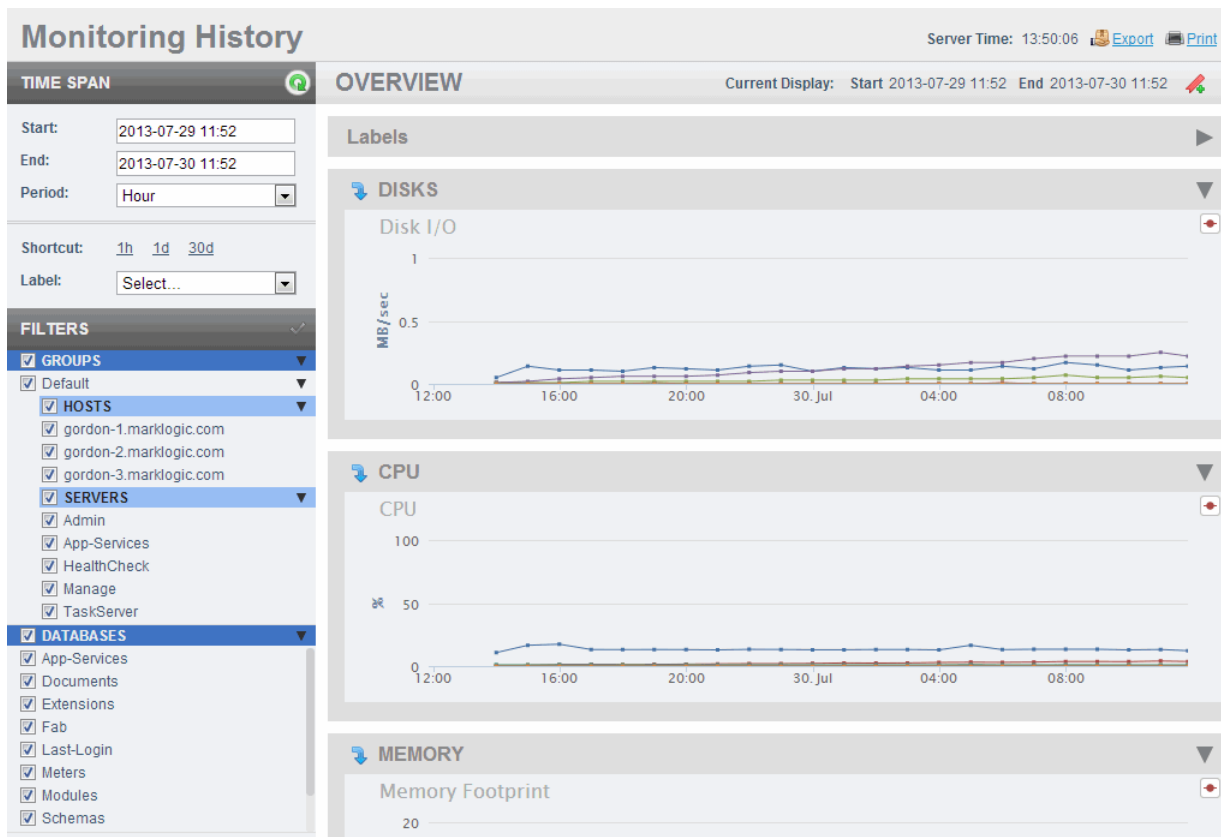 Monitoring History
Server Time: 13:50:06 Export Print
TIME SPAN
Start: 2013-07-29 11:52
End: 2013-07-30 11:52
Period: Hour
Shortcut: 1h 1d 30d
Label: Select...
FILTERS
GROUPS
Default
HOSTS
gordon-1.marklogic.com
gordon-2.marklogic.com
gordon-3.marklogic.com
SERVERS
Admin
App-Services
HealthCheck
Manage
TaskServer
DATABASES
App-Services
Documents
Extensions
Fab
Last-Login
Meters
Modules
Schemas
OVERVIEW
Current Display: Start 2013-07-29 11:52 End 2013-07-30 11:52
Labels
DISKS
Disk I/O
MB/sec
1
0.5
0
12:00 16:00 20:00 30. Jul 04:00 08:00
CPU
CPU
%
100
50
0
12:00 16:00 20:00 30. Jul 04:00 08:00
MEMORY
Memory Footprint
20